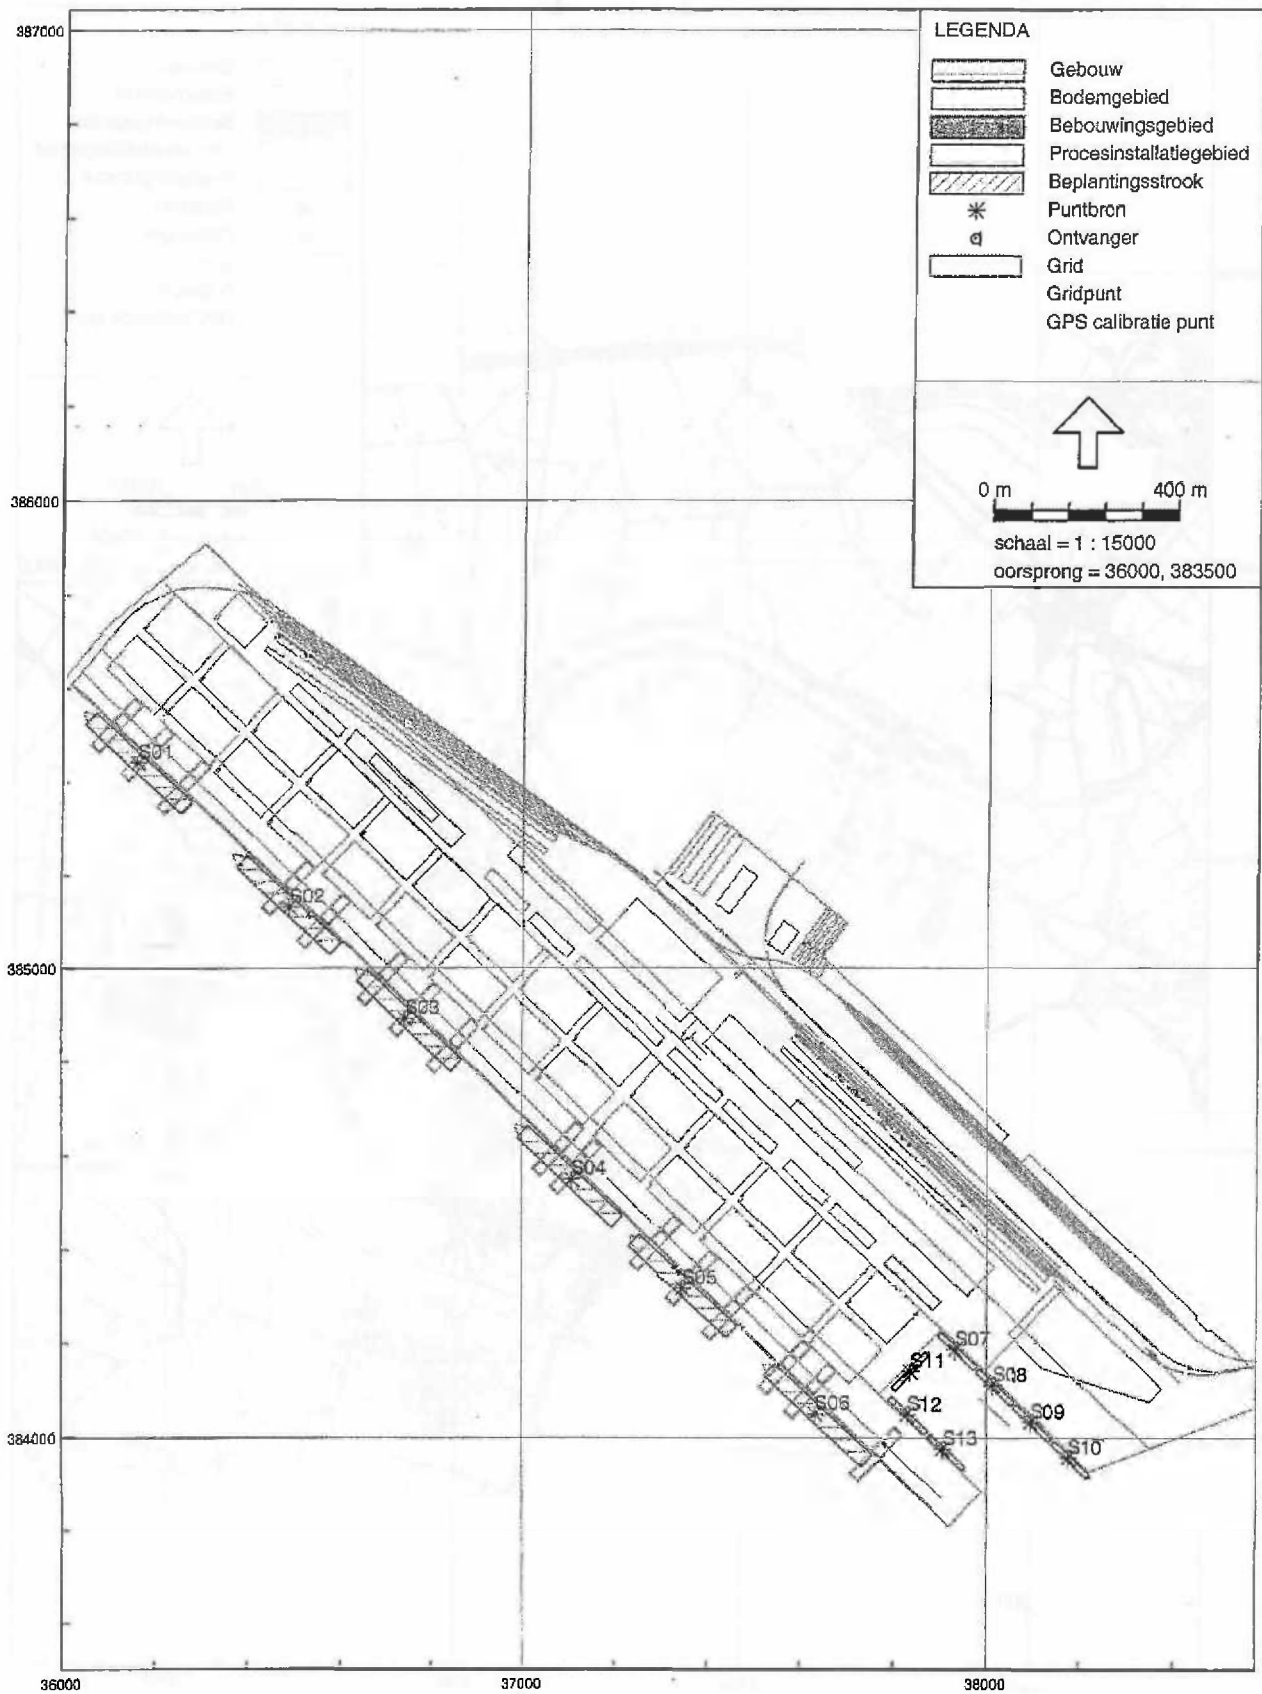 387000
386000
385000
384000
36000
37000
38000
LEGENDA
Gebouw
Bodemgebied
Bebouwingsgebied
Procesinstallatiegebied
Beplantingsstrook
Puntbron
Ontvanger
Grid
Gridpunt
GPS calibratie punt
0 m 400 m
schaal = 1 : 15000
oorsprong = 36000, 383500
S01
S02
S03
S04
S05
S06
S07
S08
S09
S10
S11
S12
S13